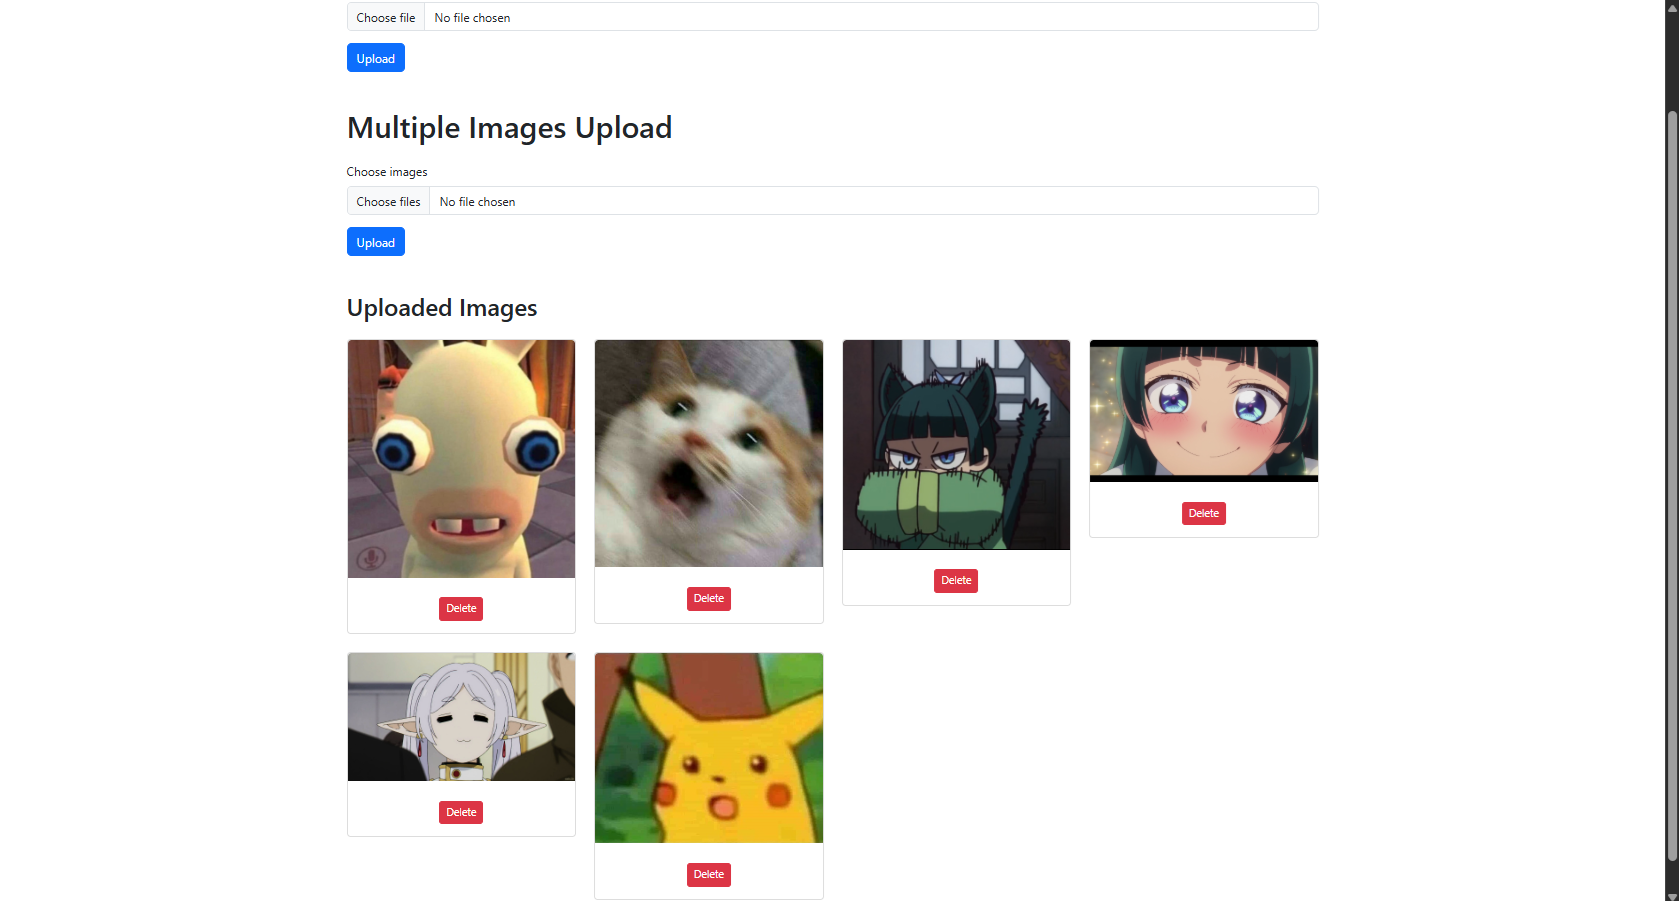 Choose file No file chosen
Upload
Multiple Images Upload
Choose images
Choose files No file chosen
Upload
Uploaded Images
Delete
Delete
Delete
Delete
Delete
Delete